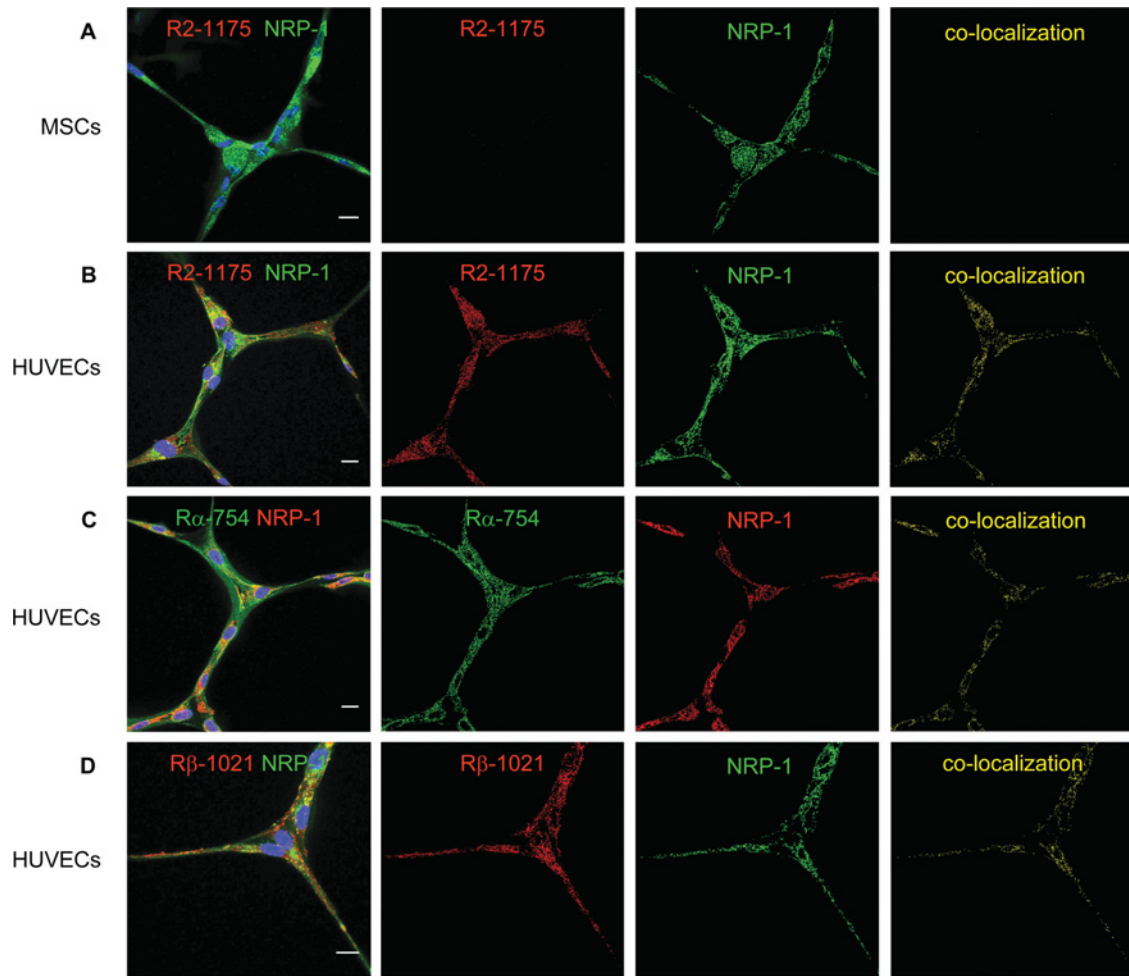 A
R2-1175 NRP-1
R2-1175
NRP-1
co-localization
MSCs
B
R2-1175 NRP-1
R2-1175
NRP-1
co-localization
HUVECs
C
Rα-754 NRP-1
Rα-754
NRP-1
co-localization
HUVECs
D
Rβ-1021 NRP
Rβ-1021
NRP-1
co-localization
HUVECs